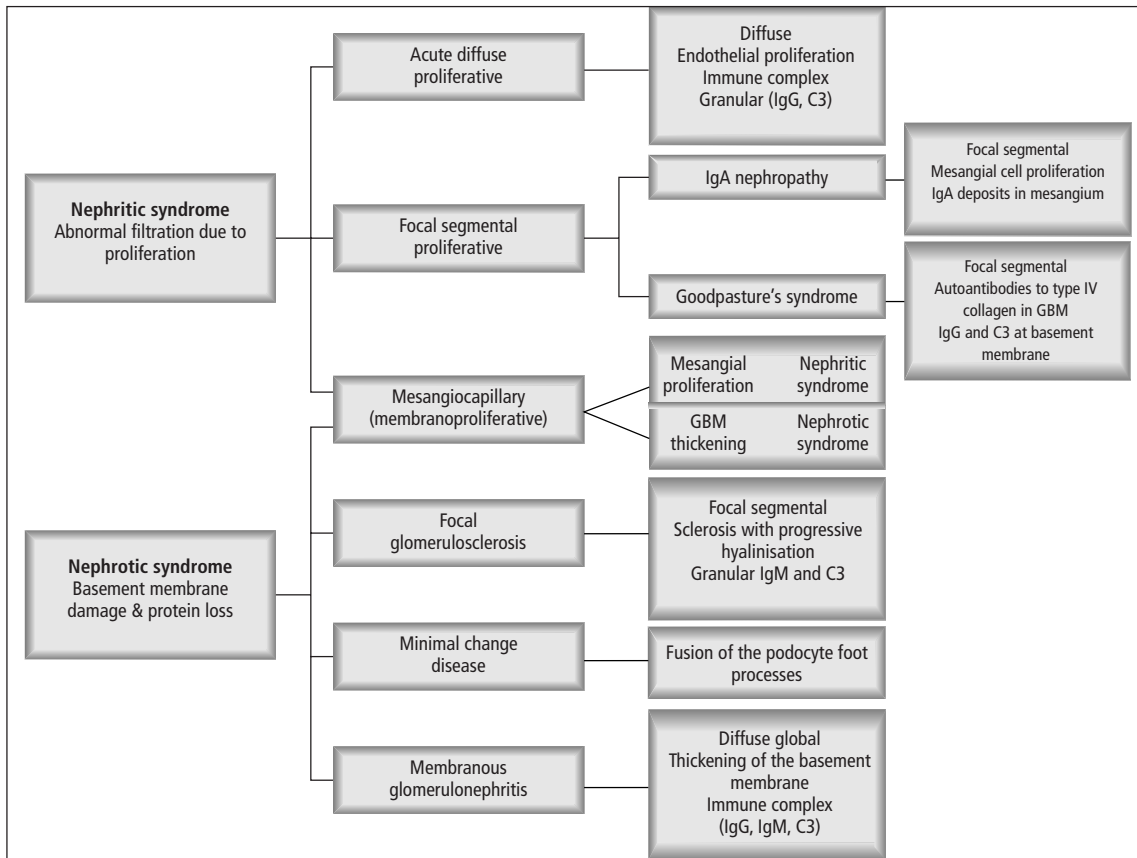 Nephritic syndrome
Abnormal filtration due to
proliferation
Acute diffuse
proliferative
Diffuse
Endothelial proliferation
Immune complex
Granular (IgG, C3)
Focal segmental
proliferative
IgA nephropathy
Focal segmental
Mesangial cell proliferation
IgA deposits in mesangium
Goodpasture's syndrome
Focal segmental
Autoantibodies to type IV
collagen in GBM
IgG and C3 at basement
membrane
Mesangiocapillary
(membranoproliferative)
Mesangial
proliferation
Nephritic
syndrome
GBM
thickening
Nephrotic
syndrome
Nephrotic syndrome
Basement membrane
damage & protein loss
Focal
glomerulosclerosis
Focal segmental
Sclerosis with progressive
hyalinisation
Granular IgM and C3
Minimal change
disease
Fusion of the podocyte foot
processes
Membranous
glomerulonephritis
Diffuse global
Thickening of the basement
membrane
Immune complex
(IgG, IgM, C3)